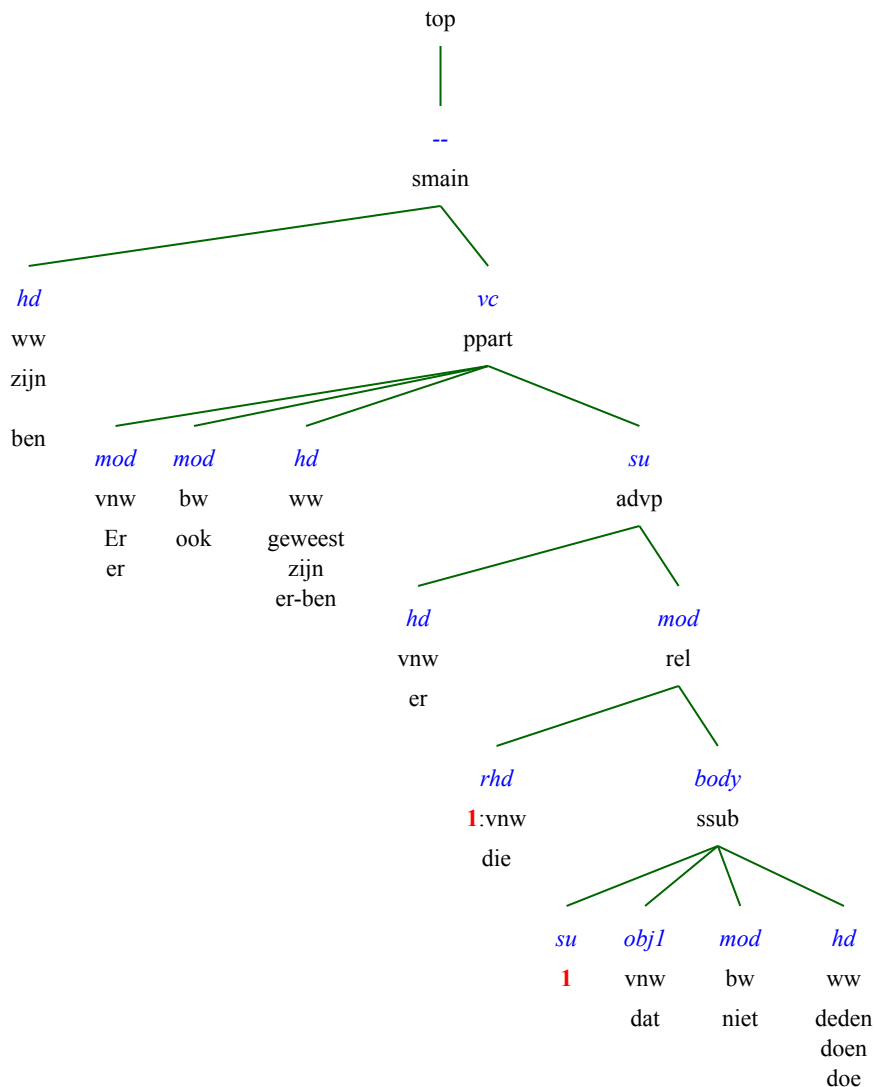 top
--
smain
hd vc
ww ppart
zijn
ben
mod mod hd su
vnw bw ww advp
Er ook geweest
er zijn
er-ben
hd mod
vnw rel
er
rhd body
1:vnw ssub
die
su obj1 mod hd
1 vnw bw ww
dat niet deden
doen
doe